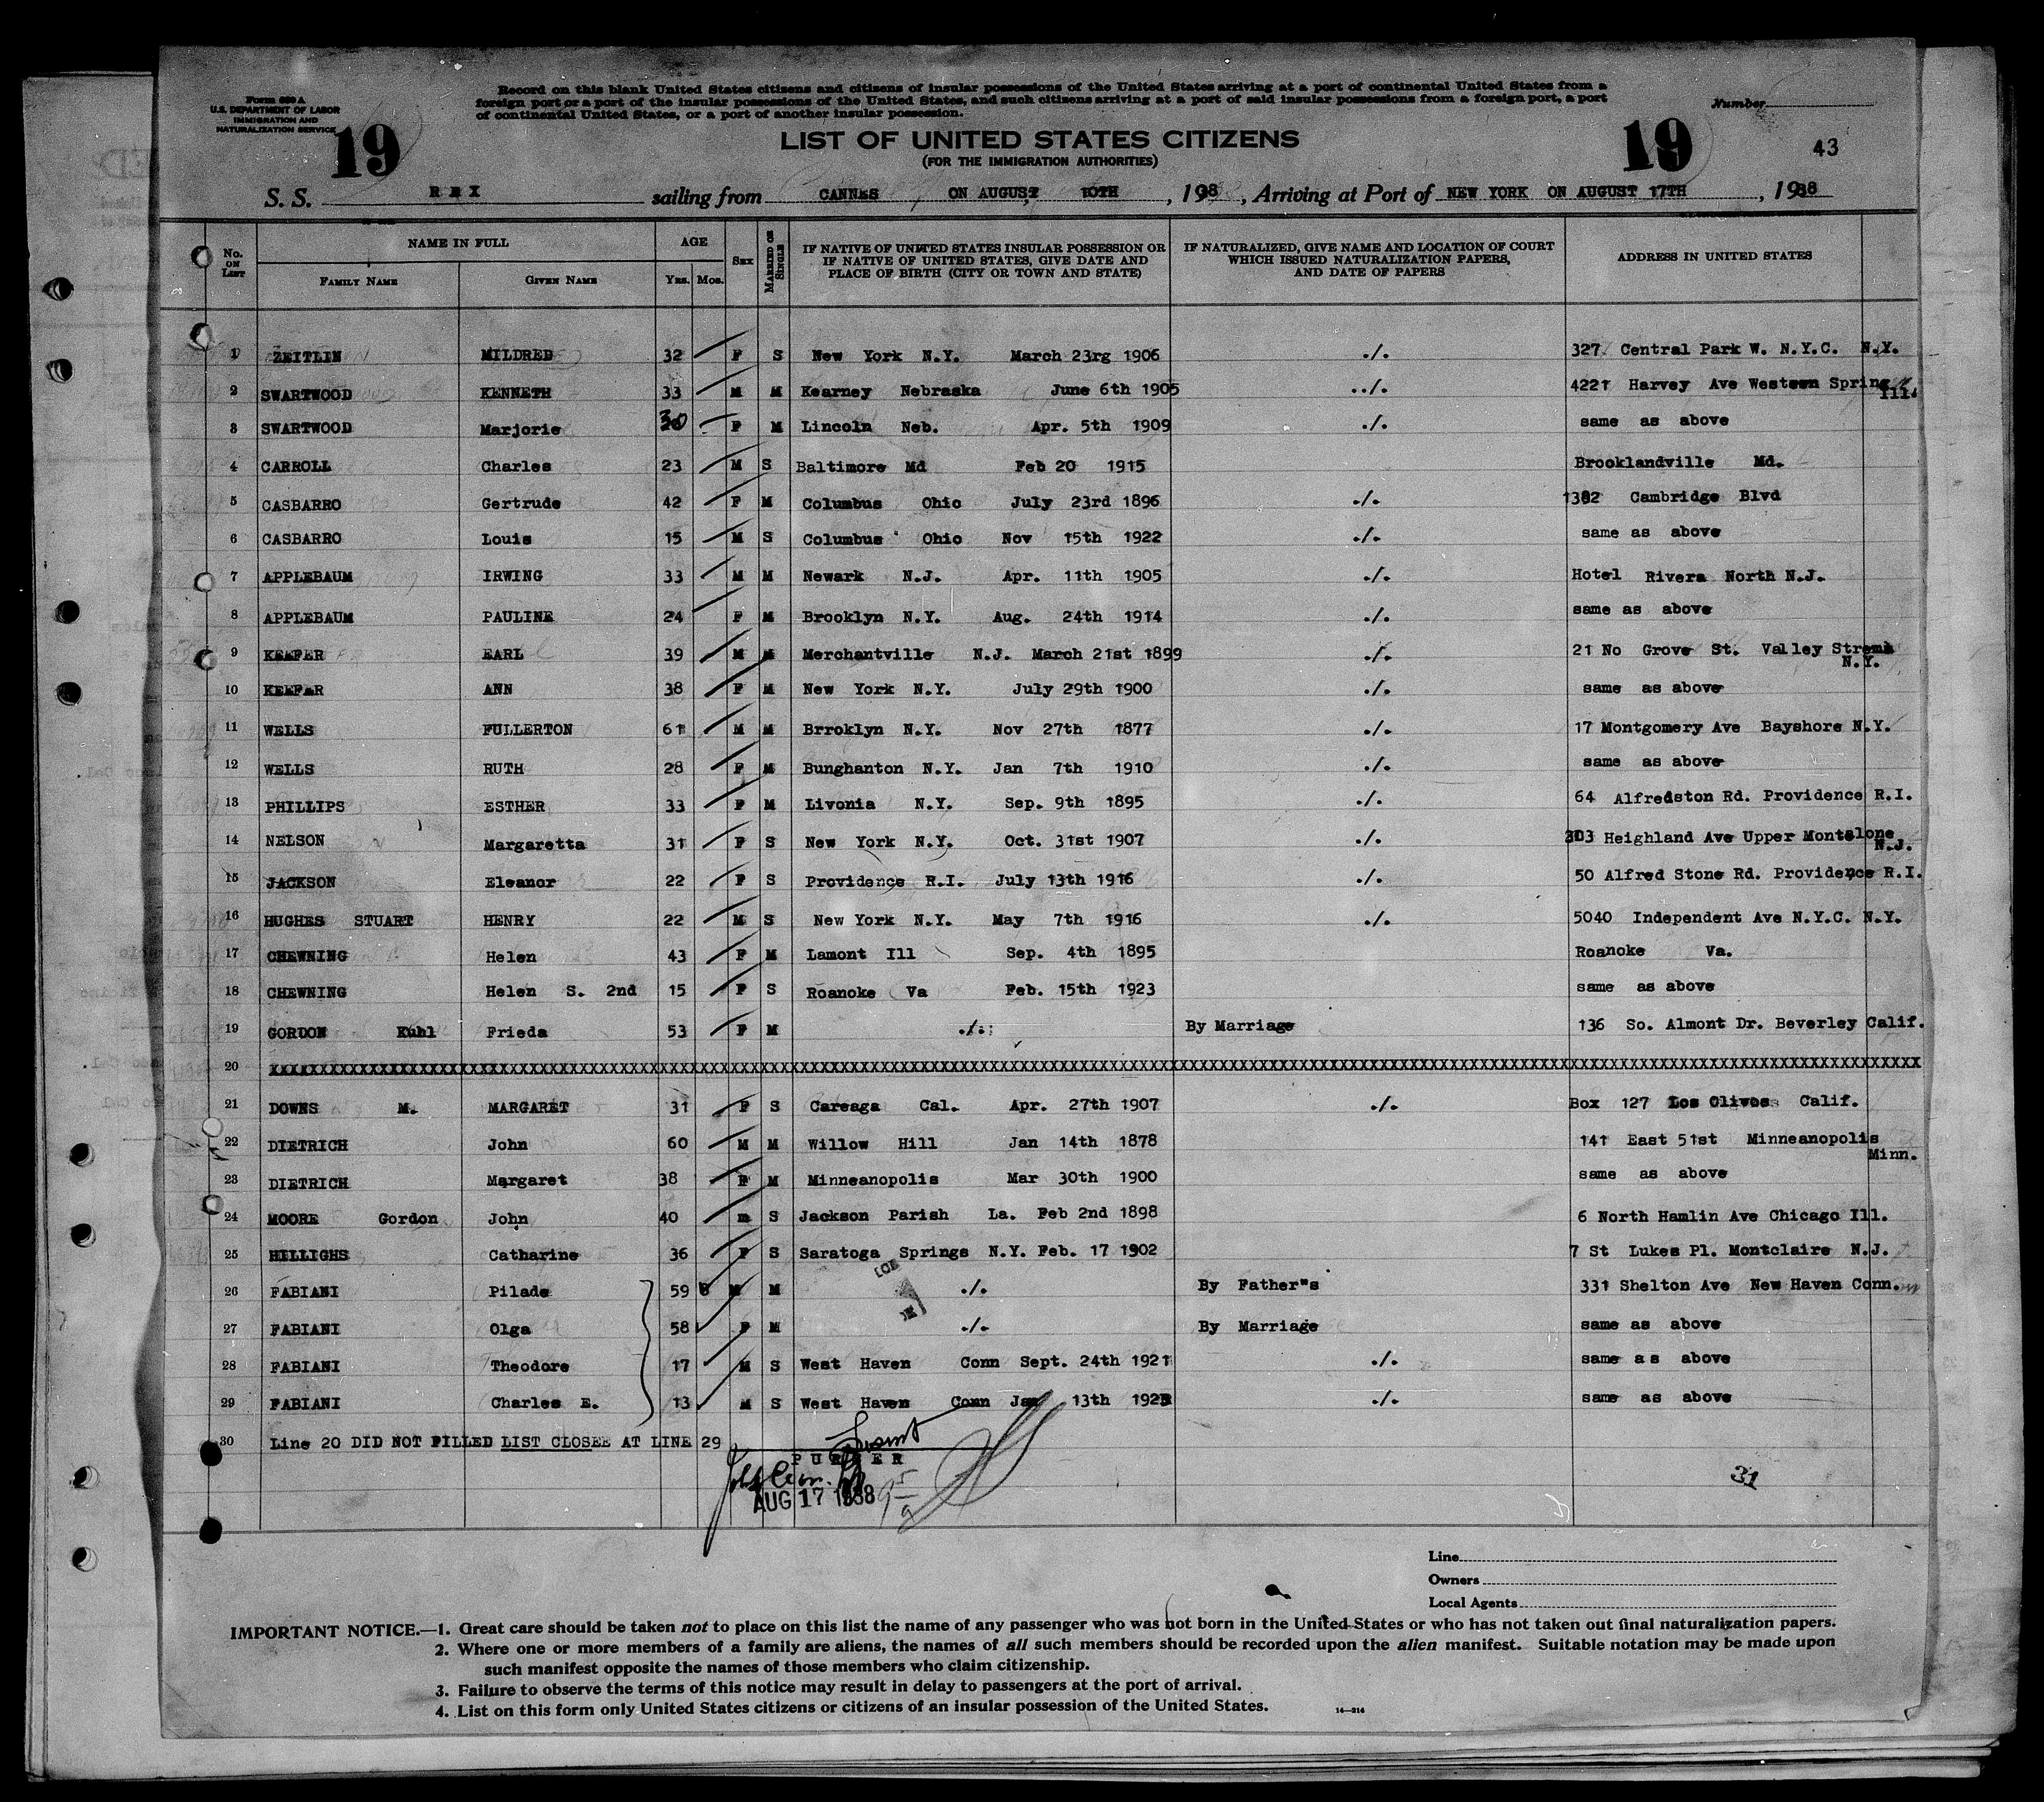 Form 630 A
U.S. DEPARTMENT OF LABOR
IMMIGRATION AND
NATURALIZATION SERVICE
Record on this blank United States citizens and citizens of insular possessions of the United States arriving at a port of continental United States from a
foreign port or a port of the insular possessions of the United States, and such citizens arriving at a port of said insular possessions from a foreign port, a port
of continental United States, or a port of another insular possession.
Number
19
LIST OF UNITED STATES CITIZENS
19
43
(FOR THE IMMIGRATION AUTHORITIES)
S. S. REX sailing from CANNES ON AUGUST 10TH, 1938, Arriving at Port of NEW YORK ON AUGUST 17TH, 1938
No. ON LIST NAME IN FULL FAMILY NAME GIVEN NAME AGE YRS. MOS. SEX MARRIED OR SINGLE IF NATIVE OF UNITED STATES INSULAR POSSESSION OR IF NATIVE OF UNITED STATES, GIVE DATE AND PLACE OF BIRTH (CITY OR TOWN AND STATE) IF NATURALIZED, GIVE NAME AND LOCATION OF COURT WHICH ISSUED NATURALIZATION PAPERS, AND DATE OF PAPERS ADDRESS IN UNITED STATES
1 ZEITLIN MILDRED 32 F S New York N.Y. March 23rg 1906 ./. 327 Central Park W. N.Y.C. N.Y.
2 SWARTWOOD KENNETH 33 M M Kearney Nebraska June 6th 1905 ../. 4221 Harvey Ave Western Spring Ill.
3 SWARTWOOD Marjorie 30 F M Lincoln Neb. Apr. 5th 1909 ./. same as above
4 CARROLL Charles 23 M S Baltimore Md Feb 20 1915 Brooklandville Md.
5 CASBARRO Gertrude 42 F M Columbus Ohio July 23rd 1896 ./. 1382 Cambridge Blvd
6 CASBARRO Louis 15 M S Columbus Ohio Nov 15th 1922 ./. same as above
7 APPLEBAUM IRWING 33 M M Newark N.J. Apr. 11th 1905 ./. Hotel Rivera North N.J.
8 APPLEBAUM PAULINE 24 F M Brooklyn N.Y. Aug. 24th 1914 ./. same as above
9 KEEFER EARL 39 M M Merchantville N.J. March 21st 1899 ./. 21 No Grove St. Valley Stream N.Y.
10 KEEFER ANN 38 F M New York N.Y. July 29th 1900 ./. same as above
11 WELLS FULLERTON 61 M M Brroklyn N.Y. Nov 27th 1877 ./. 17 Montgomery Ave Bayshore N.Y.
12 WELLS RUTH 28 F M Bunghanton N.Y. Jan 7th 1910 ./. same as above
13 PHILLIPS ESTHER 33 F M Livonia N.Y. Sep. 9th 1895 ./. 64 Alfredston Rd. Providence R.I.
14 NELSON Margaretta 31 F S New York N.Y. Oct. 31st 1907 ./. 303 Heighland Ave Upper Montclone N.J.
15 JACKSON Eleanor 22 F S Providence R.I. July 13th 1916 ./. 50 Alfred Stone Rd. Providence R.I.
16 HUGHES STUART HENRY 22 M S New York N.Y. May 7th 1916 ./. 5040 Independent Ave N.Y.C. N.Y.
17 CHEWNING Helen 43 F M Lamont Ill Sep. 4th 1895 Roanoke Va.
18 CHEWNING Helen S. 2nd 15 F S Roanoke Va Feb. 15th 1923 same as above
19 GORDON Kuhl Frieda 53 F M ./. By Marriage 136 So. Almont Dr. Beverley Calif.
20 XXXXXXXXXXXXXXXXXXXXXXXXXXXXXXXXXXXXXXXXXXXXXXXXXXXXXXXXXXXXXXXXXXXXXXXX
21 DOWNS M. MARGARET 31 F S Careaga Cal. Apr. 27th 1907 ./. Box 127 Los Olivos Calif.
22 DIETRICH John 60 M M Willow Hill Jan 14th 1878 141 East 51st Minneapolis Minn.
23 DIETRICH Margaret 38 F M Minneanopolis Mar 30th 1900 same as above
24 MOORE Gordon John 40 m S Jackson Parish La. Feb 2nd 1898 6 North Hamlin Ave Chicago Ill.
25 HILLIGHS Catharine 36 F S Saratoga Springs N.Y. Feb. 17 1902 7 St Lukes Pl. Montclaire N.J.
26 FABIANI Pilade 59 M M ./. By Father"s 331 Shelton Ave New Haven Conn.
27 FABIANI Olga 58 F M ./. By Marriage same as above
28 FABIANI Theodore 17 M S West Haven Conn Sept. 24th 1921 ./. same as above
29 FABIANI Charles E. 13 M S West Haven Conn Jan 13th 192 ./. same as above
30 Line 20 DID NOT FILLED LIST CLOSEE AT LINE 29
PURSER
AUG 17 1938
31
Line
Owners
Local Agents
IMPORTANT NOTICE.—1. Great care should be taken not to place on this list the name of any passenger who was not born in the United States or who has not taken out final naturalization papers.
2. Where one or more members of a family are aliens, the names of all such members should be recorded upon the alien manifest. Suitable notation may be made upon
such manifest opposite the names of those members who claim citizenship.
3. Failure to observe the terms of this notice may result in delay to passengers at the port of arrival.
4. List on this form only United States citizens or citizens of an insular possession of the United States.
14—214